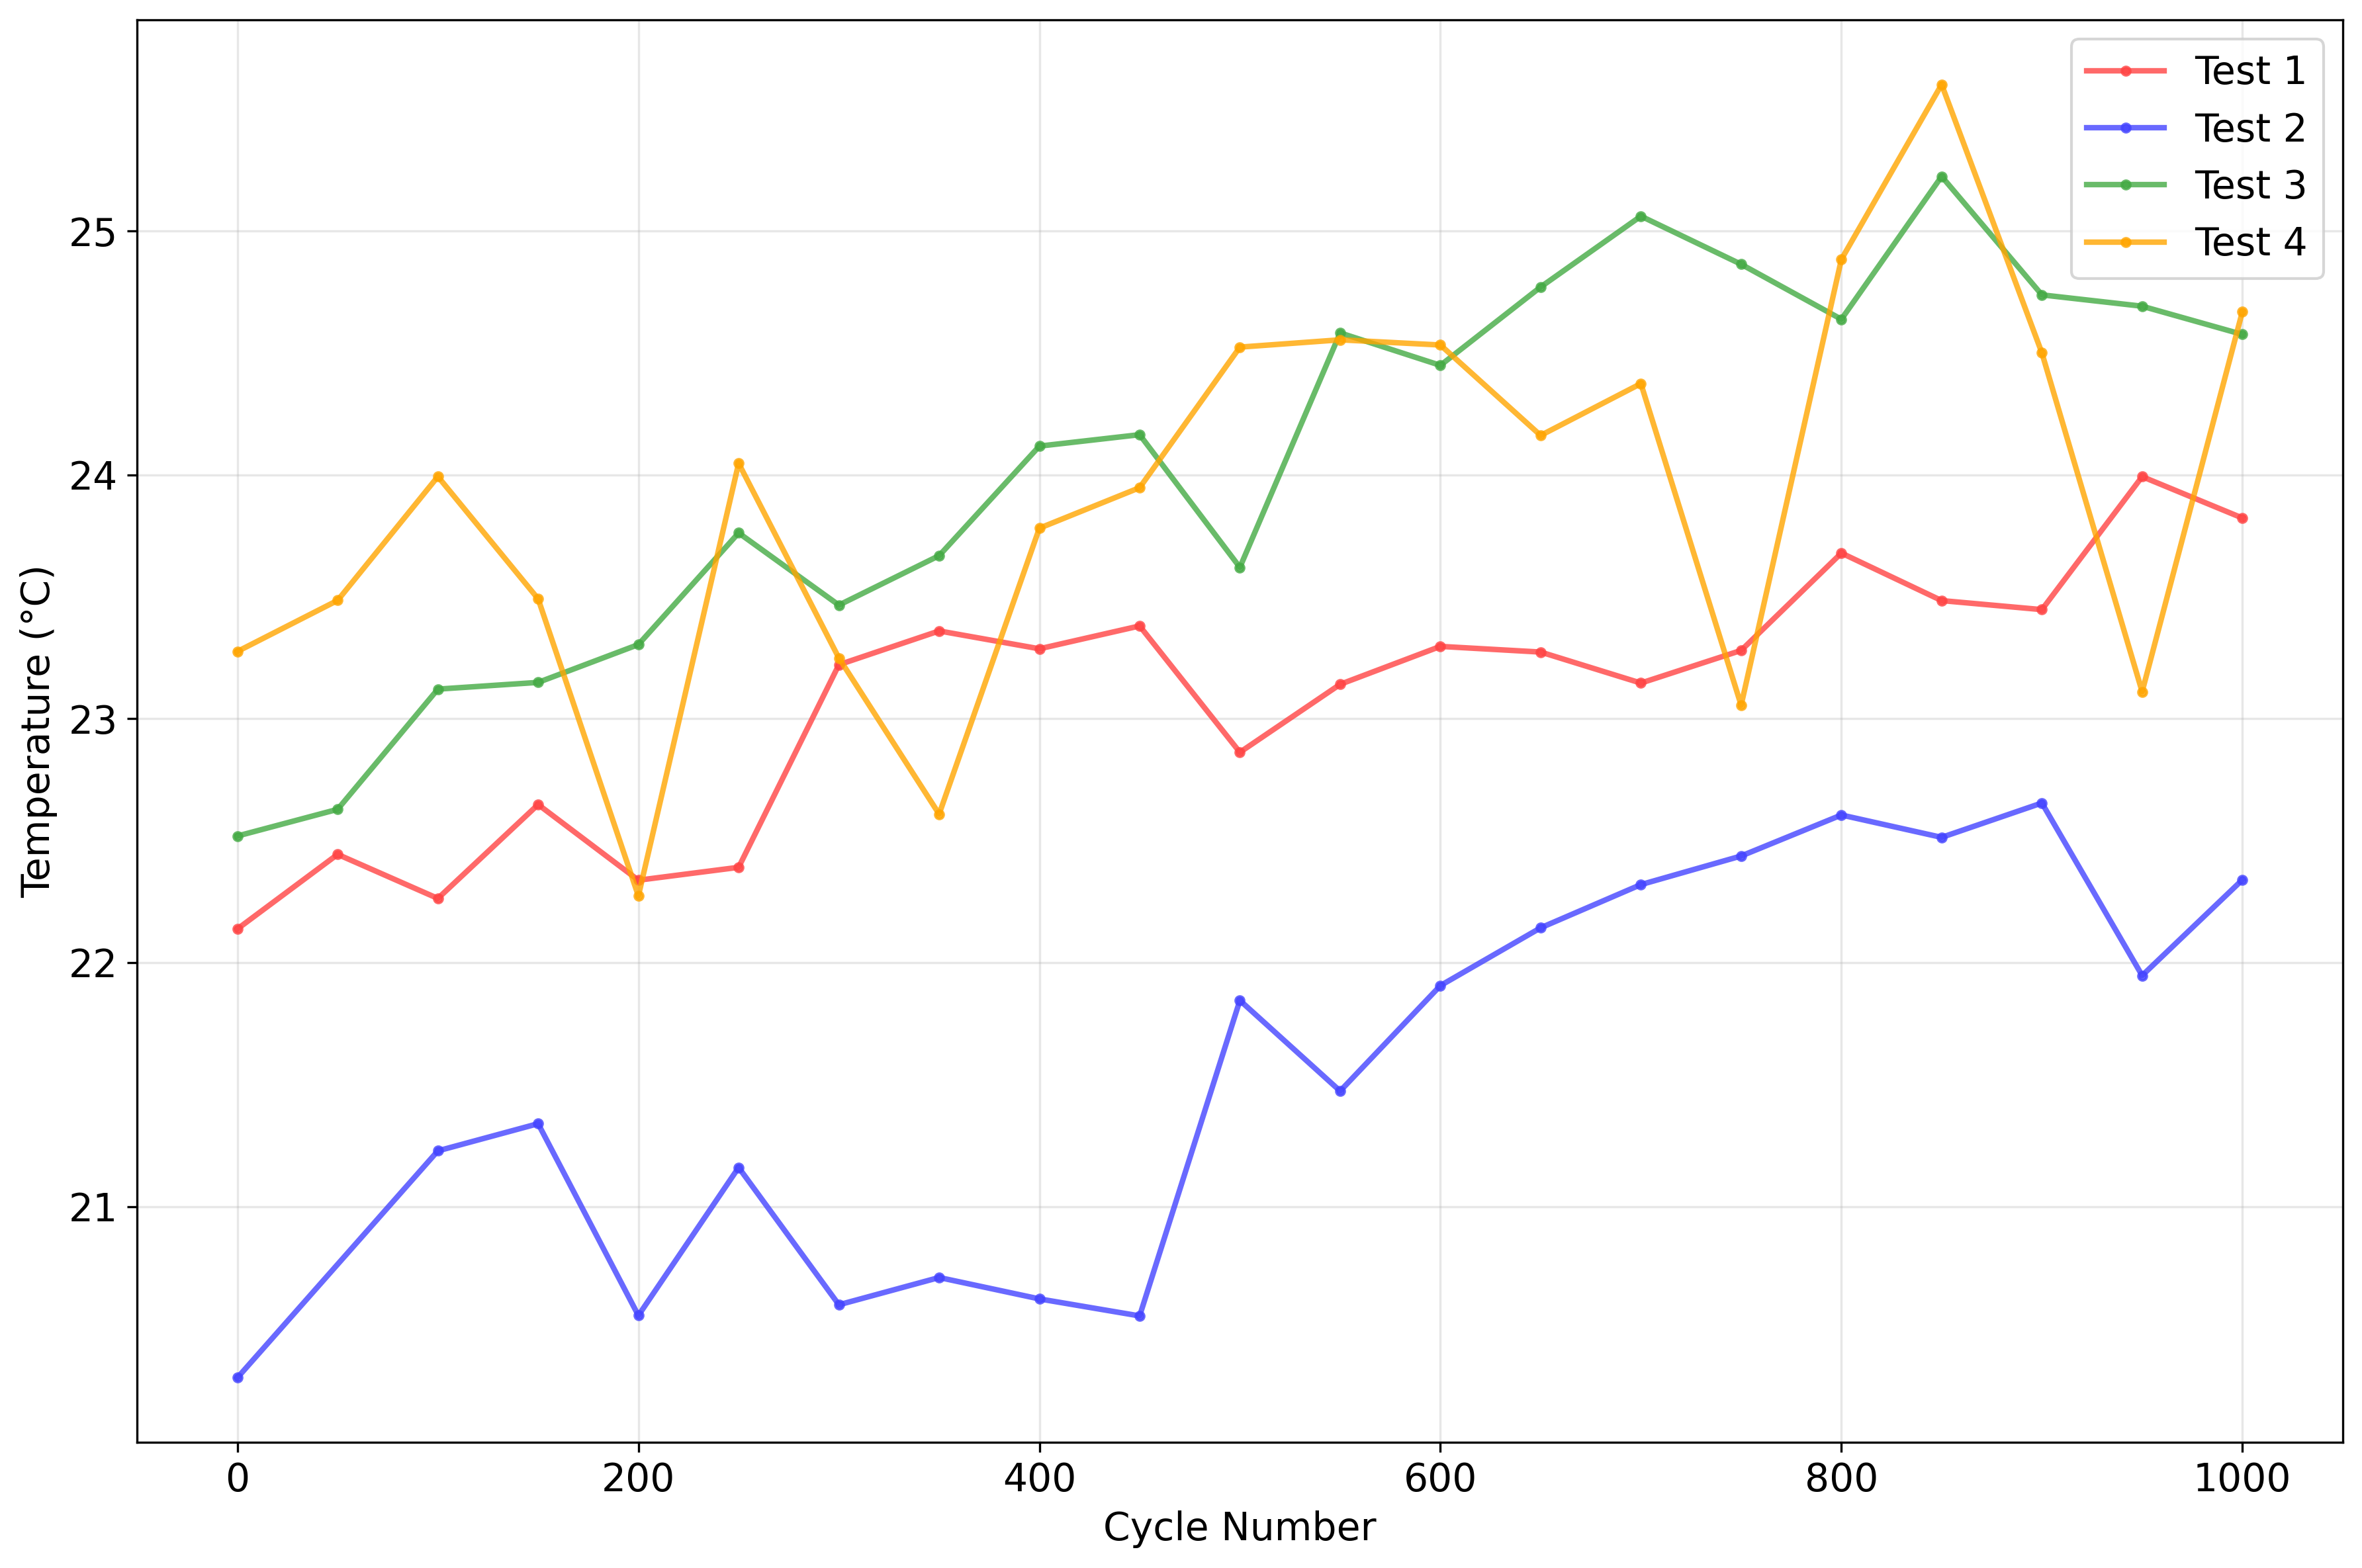 Test 1
Test 2
Test 3
Test 4
25
24
23
22
21
Temperature (°C)
0 200 400 600 800 1000
Cycle Number